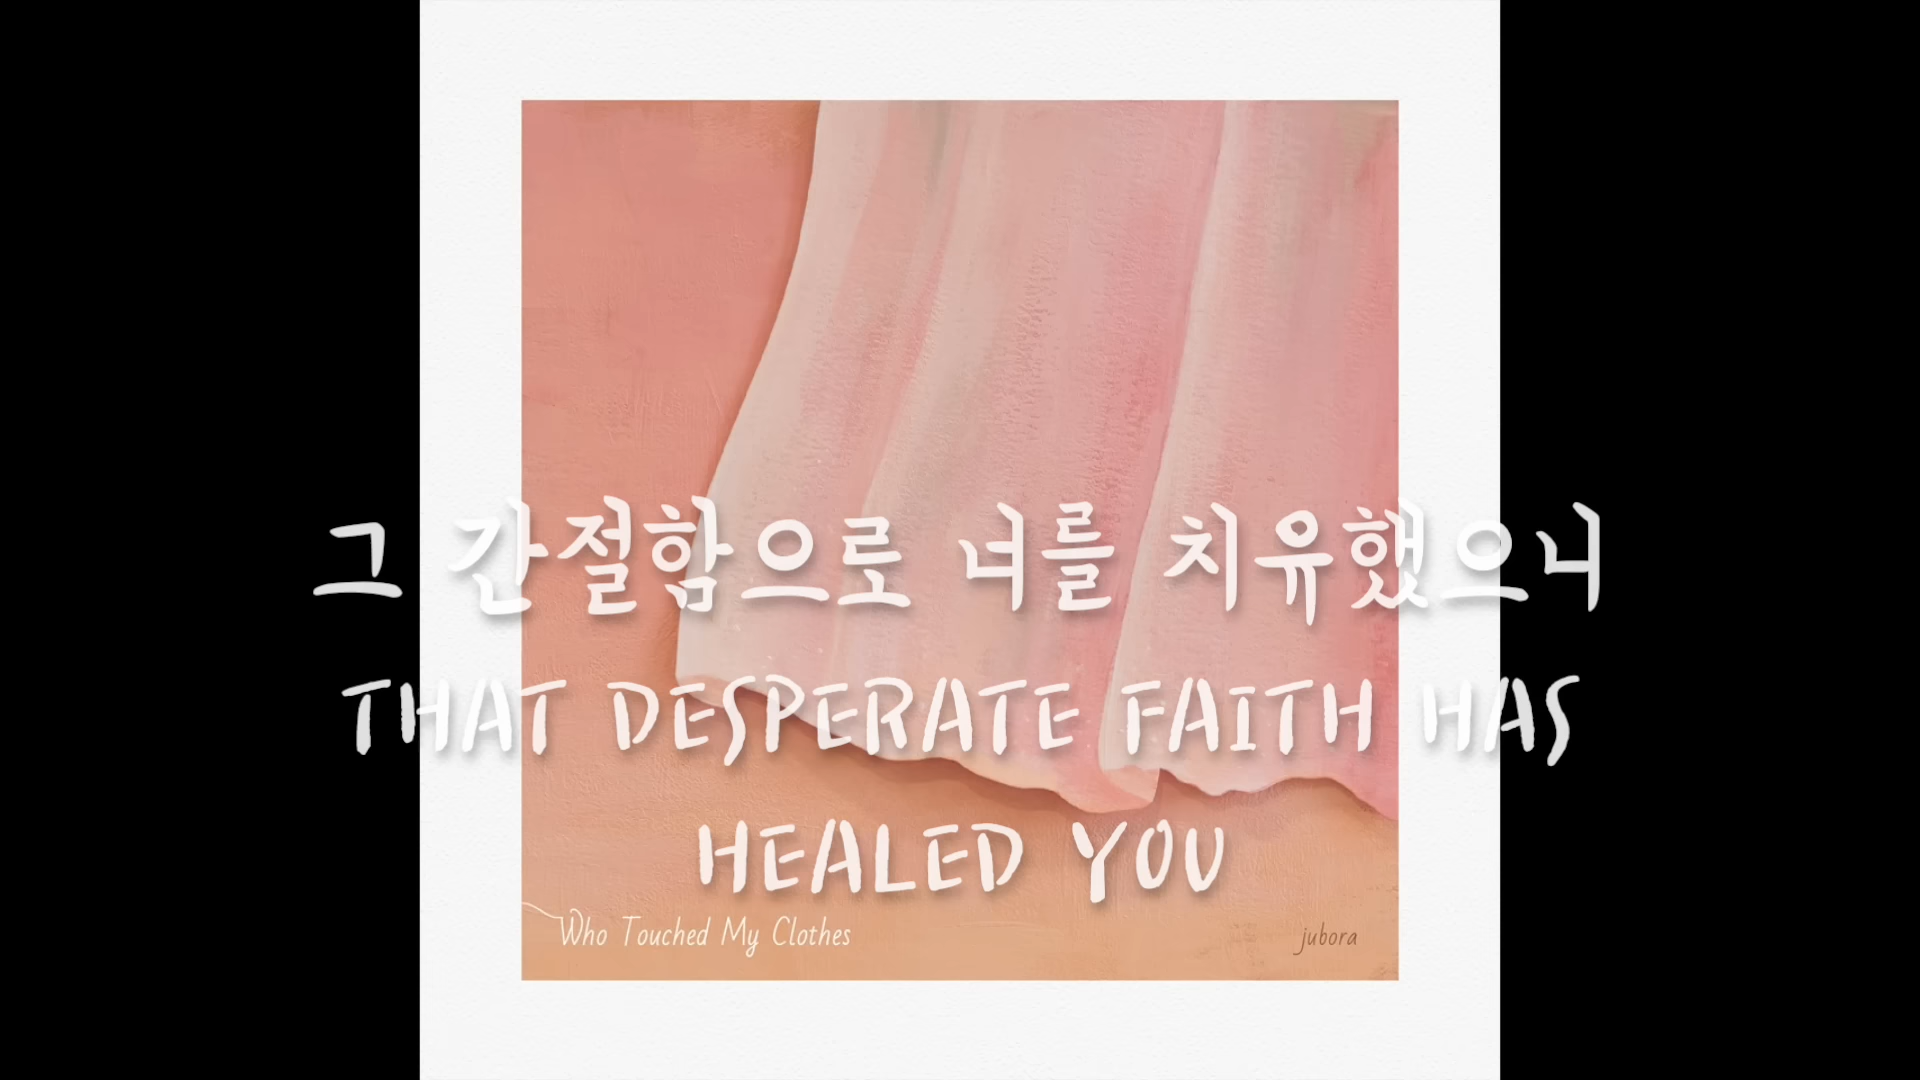 그 간절함으로 너를 치유했으니
THAT DESPERATE FAITH HAS
HEALED YOU
Who Touched My Clothes
jubora